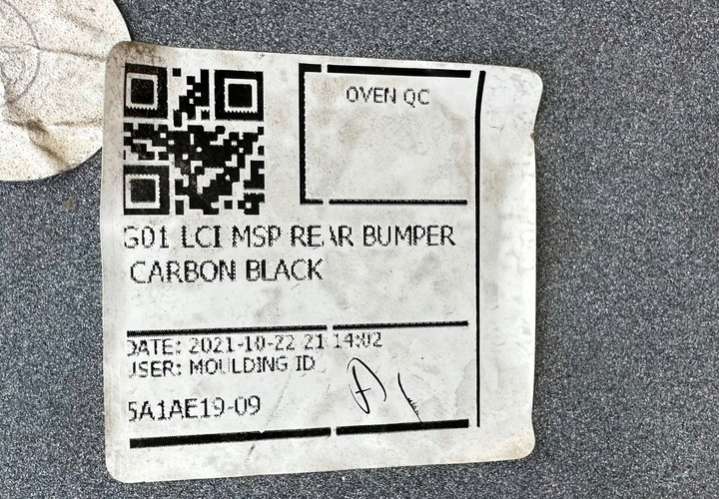 OVEN QC
G01 LCI MSP REAR BUMPER
CARBON BLACK
DATE: 2021-10-22 21:14:02
USER: MOULDING ID
5A1AE19-09